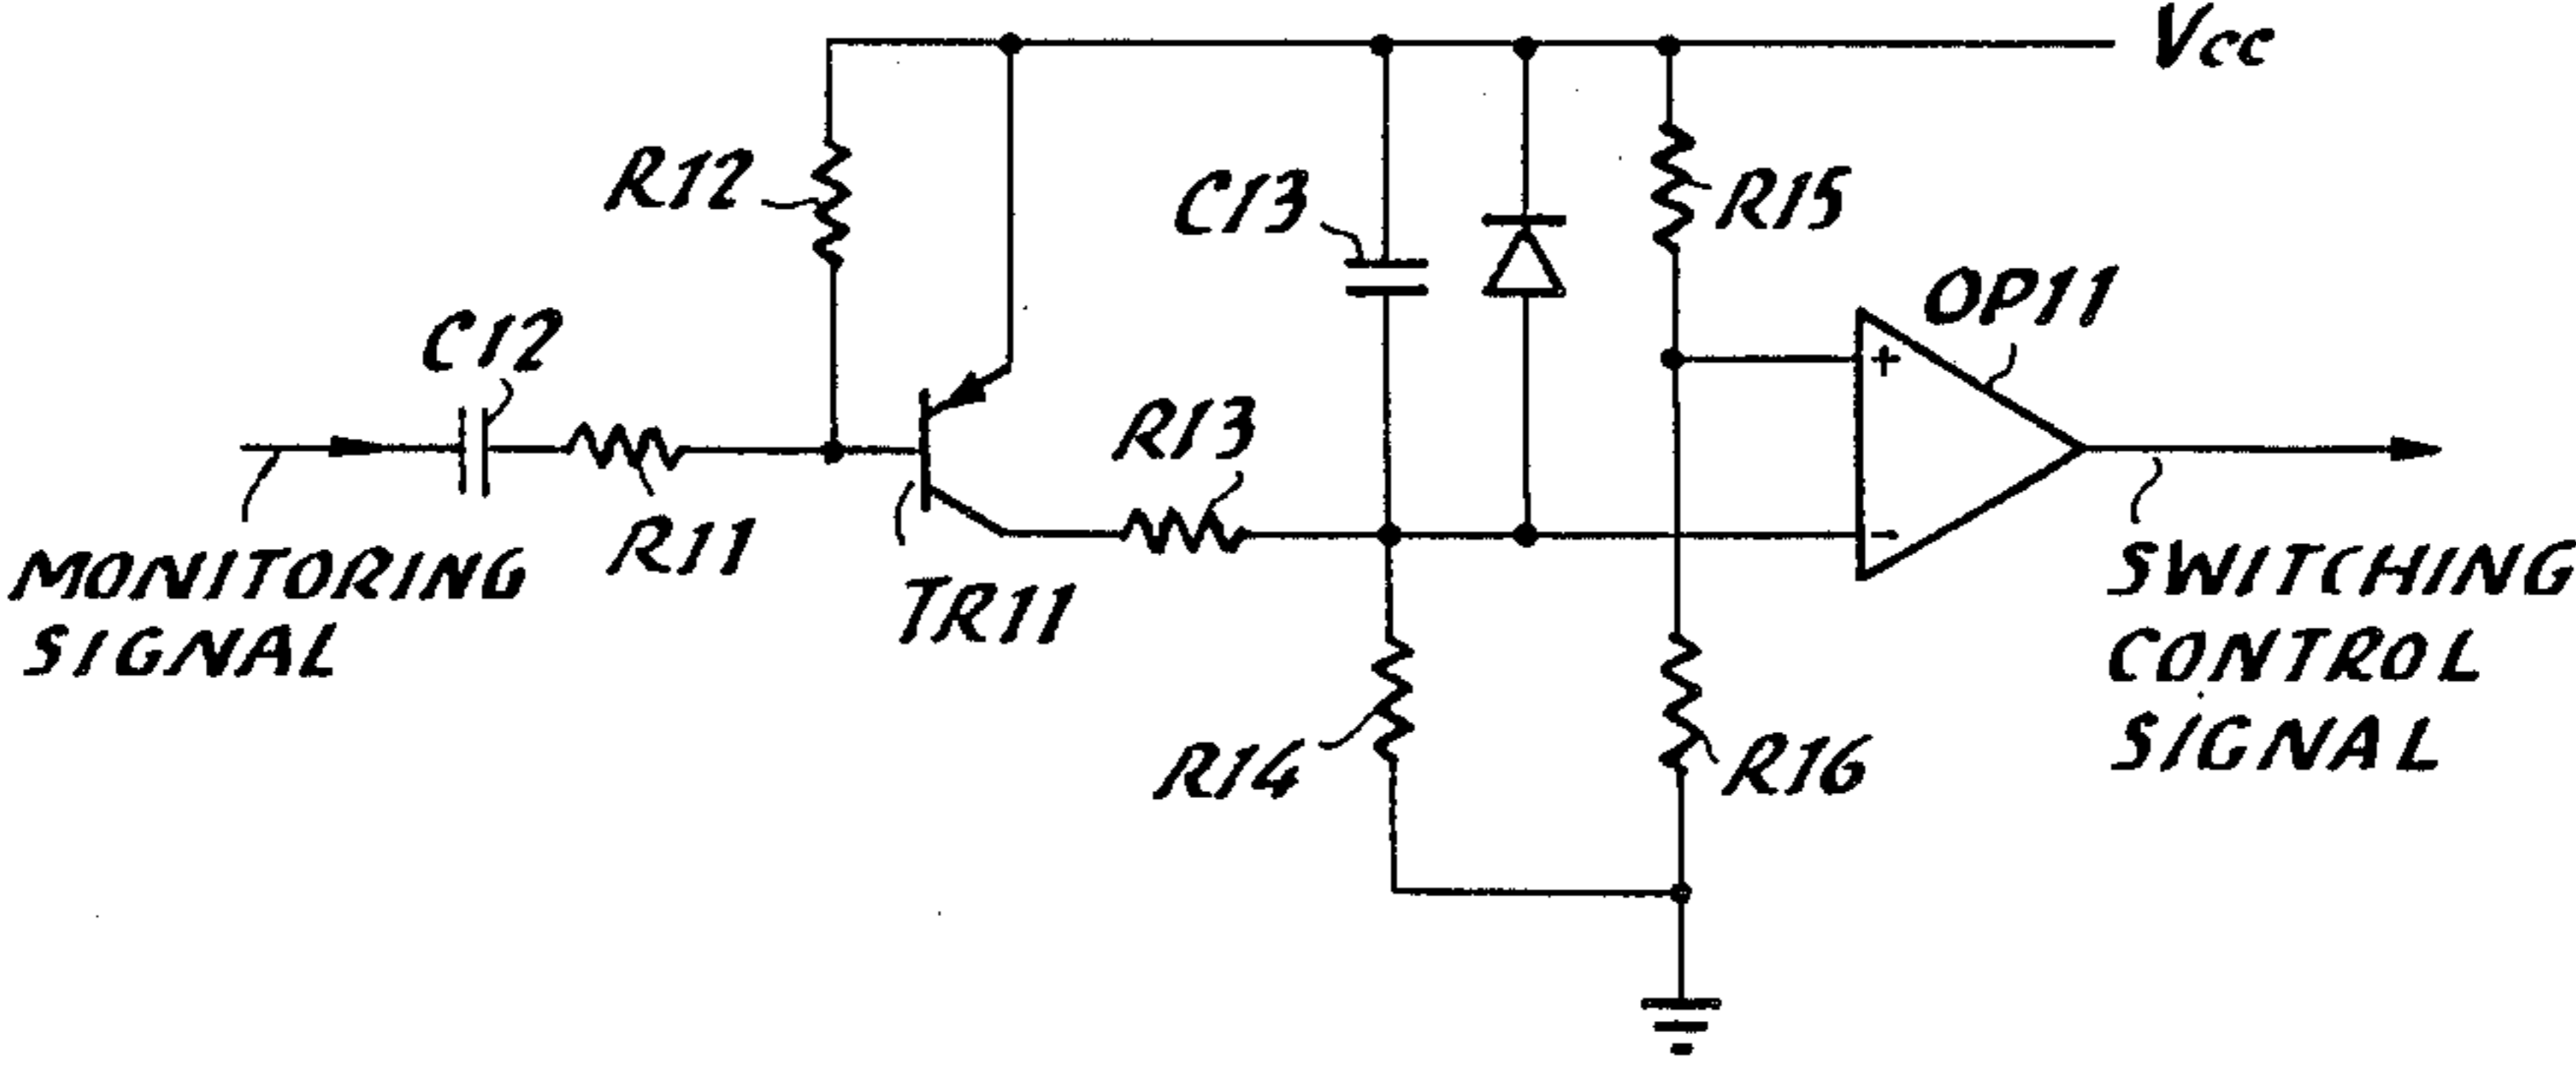 Vcc
R12
C13
R15
OP11
C12
+
R13
-
R11
MONITORING
SIGNAL
TR11
SWITCHING
CONTROL
SIGNAL
R14
R16